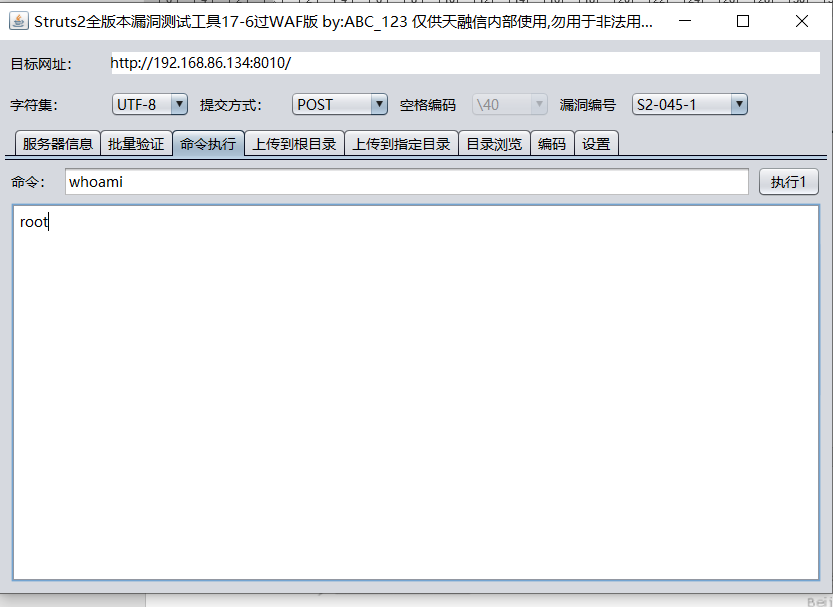 Struts2全版本漏洞测试工具17-6过WAF版 by:ABC_123 仅供天融信内部使用,勿用于非法用...
目标网址: http://192.168.86.134:8010/
字符集: UTF-8 提交方式: POST 空格编码 \40 漏洞编号 S2-045-1
服务器信息 批量验证 命令执行 上传到根目录 上传到指定目录 目录浏览 编码 设置
命令: whoami 执行1
root